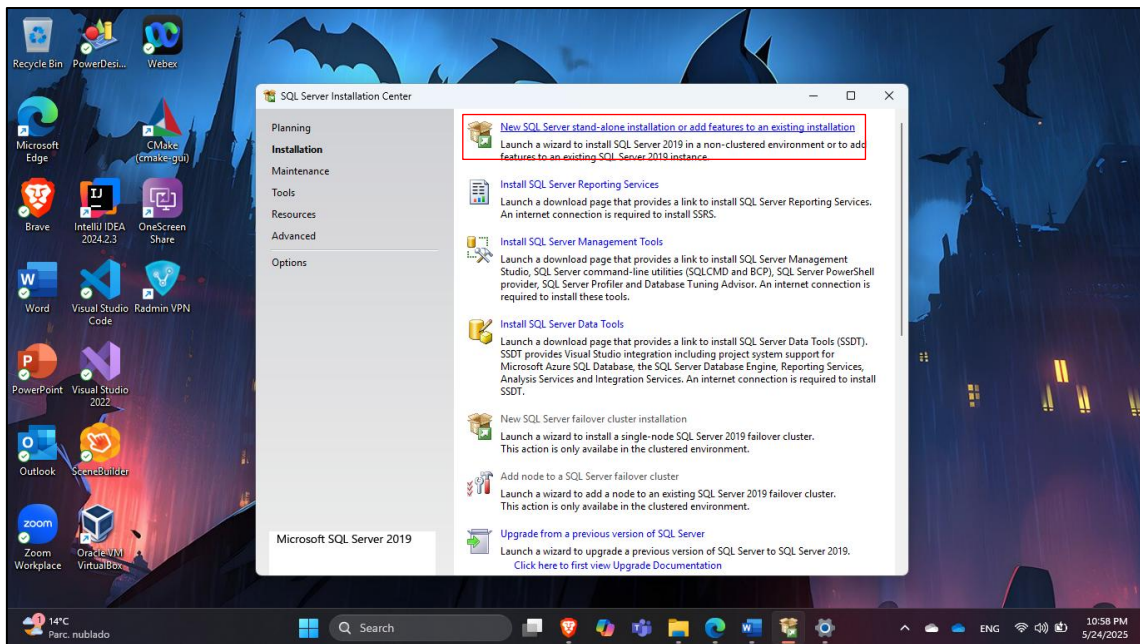 Recycle Bin
PowerDesi...
Webex
Microsoft
Edge
CMake
(cmake-gui)
Brave
IntelliJ IDEA
2024.2.3
OneScreen
Share
Word
Visual Studio
Code
Radmin VPN
PowerPoint
Visual Studio
2022
Outlook
SceneBuilder
zoom
Zoom
Workplace
Oracle VM
VirtualBox
SQL Server Installation Center
Planning
Installation
Maintenance
Tools
Resources
Advanced
Options
Microsoft SQL Server 2019
New SQL Server stand-alone installation or add features to an existing installation
Launch a wizard to install SQL Server 2019 in a non-clustered environment or to add
features to an existing SQL Server 2019 instance.
Install SQL Server Reporting Services
Launch a download page that provides a link to install SQL Server Reporting Services.
An internet connection is required to install SSRS.
Install SQL Server Management Tools
Launch a download page that provides a link to install SQL Server Management
Studio, SQL Server command-line utilities (SQLCMD and BCP), SQL Server PowerShell
provider, SQL Server Profiler and Database Tuning Advisor. An internet connection is
required to install these tools.
Install SQL Server Data Tools
Launch a download page that provides a link to install SQL Server Data Tools (SSDT).
SSDT provides Visual Studio integration including project system support for
Microsoft Azure SQL Database, the SQL Server Database Engine, Reporting Services,
Analysis Services and Integration Services. An internet connection is required to install
SSDT.
New SQL Server failover cluster installation
Launch a wizard to install a single-node SQL Server 2019 failover cluster.
This action is only availabe in the clustered environment.
Add node to a SQL Server failover cluster
Launch a wizard to add a node to an existing SQL Server 2019 failover cluster.
This action is only availabe in the clustered environment.
Upgrade from a previous version of SQL Server
Launch a wizard to upgrade a previous version of SQL Server to SQL Server 2019.
Click here to first view Upgrade Documentation
1
14°C
Parc. nublado
Search
ENG
10:58 PM
5/24/2025